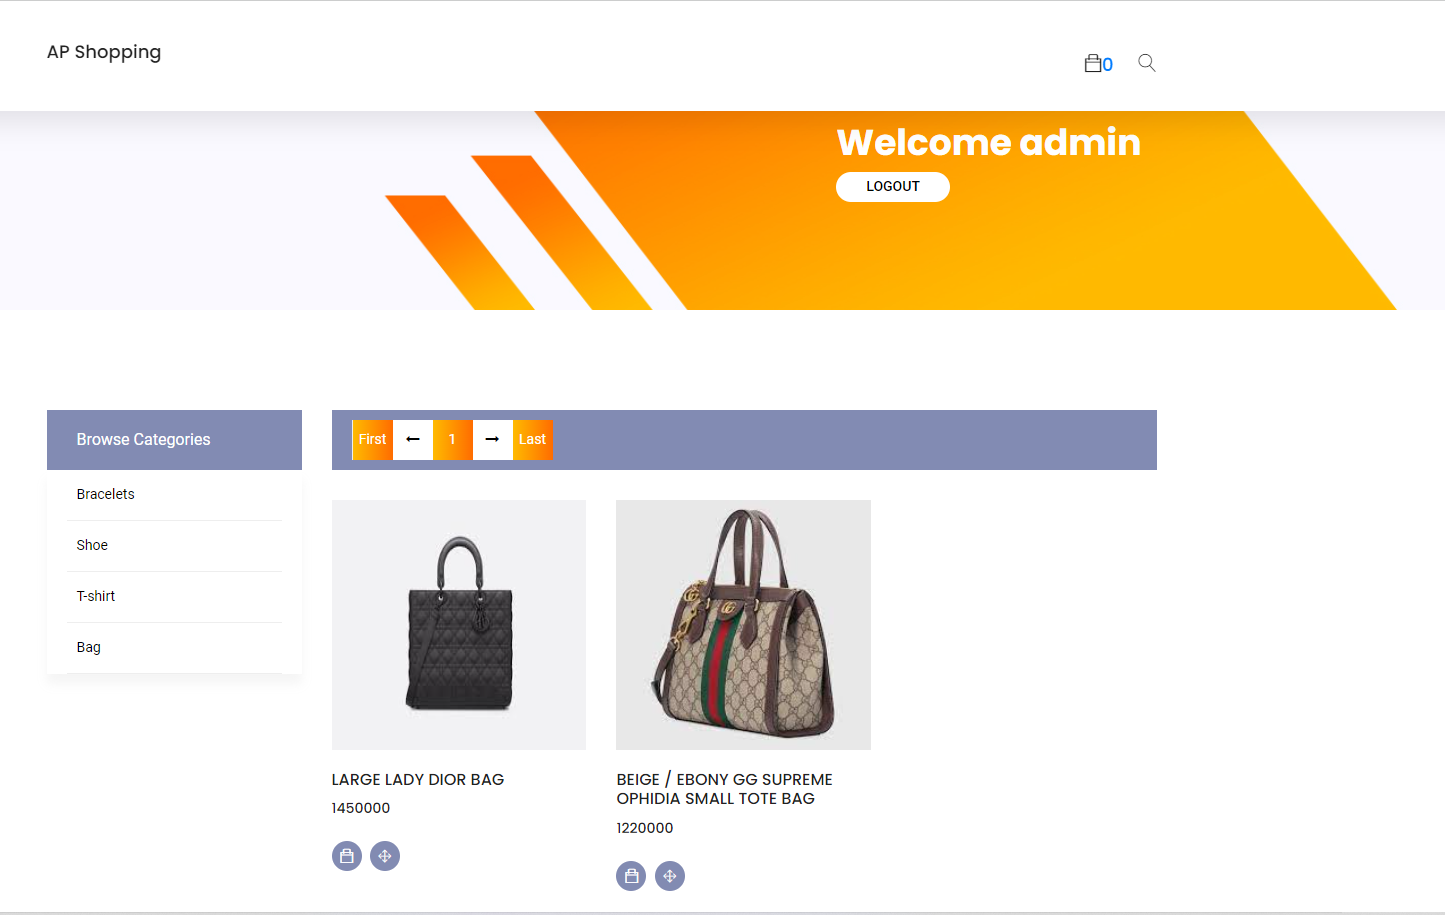 AP Shopping
0
Welcome admin
LOGOUT
Browse Categories
Bracelets
Shoe
T-shirt
Bag
First ← 1 → Last
LARGE LADY DIOR BAG
1450000
BEIGE / EBONY GG SUPREME
OPHIDIA SMALL TOTE BAG
1220000